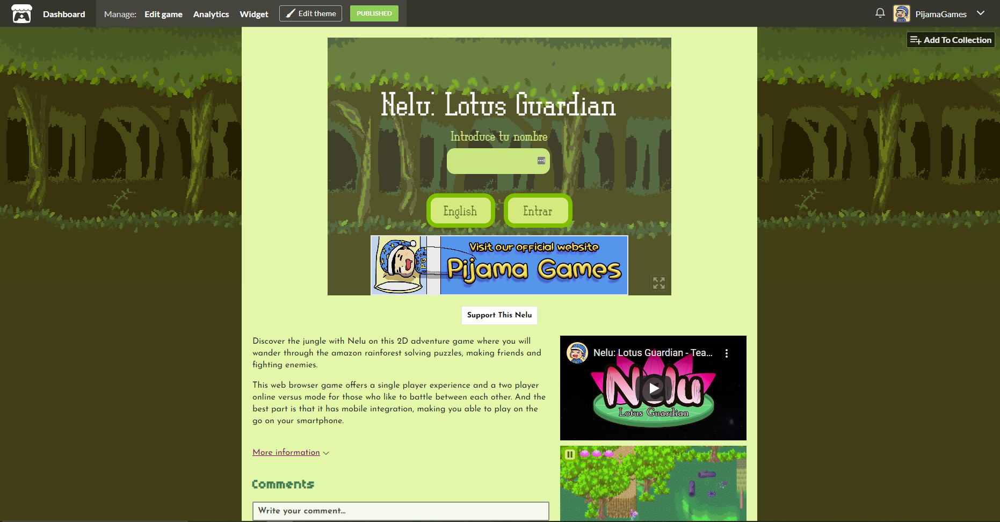 Dashboard
Manage: Edit game Analytics Widget Edit theme PUBLISHED
PijamaGames
Add To Collection
Nelu: Lotus Guardian
Introduce tu nombre
English Entrar
PG
Visit our official website
Pijama Games
Support This Nelu
Discover the jungle with Nelu on this 2D adventure game where you will
wander through the amazon rainforest solving puzzles, making friends and
fighting enemies.
This web browser game offers a single player experience and a two player
online versus mode for those who like to battle between each other. And the
best part is that it has mobile integration, making you able to play on the
go on your smartphone.
More information
Comments
Write your comment...
Nelu: Lotus Guardian - Tea...
Nelu
Lotus Guardian